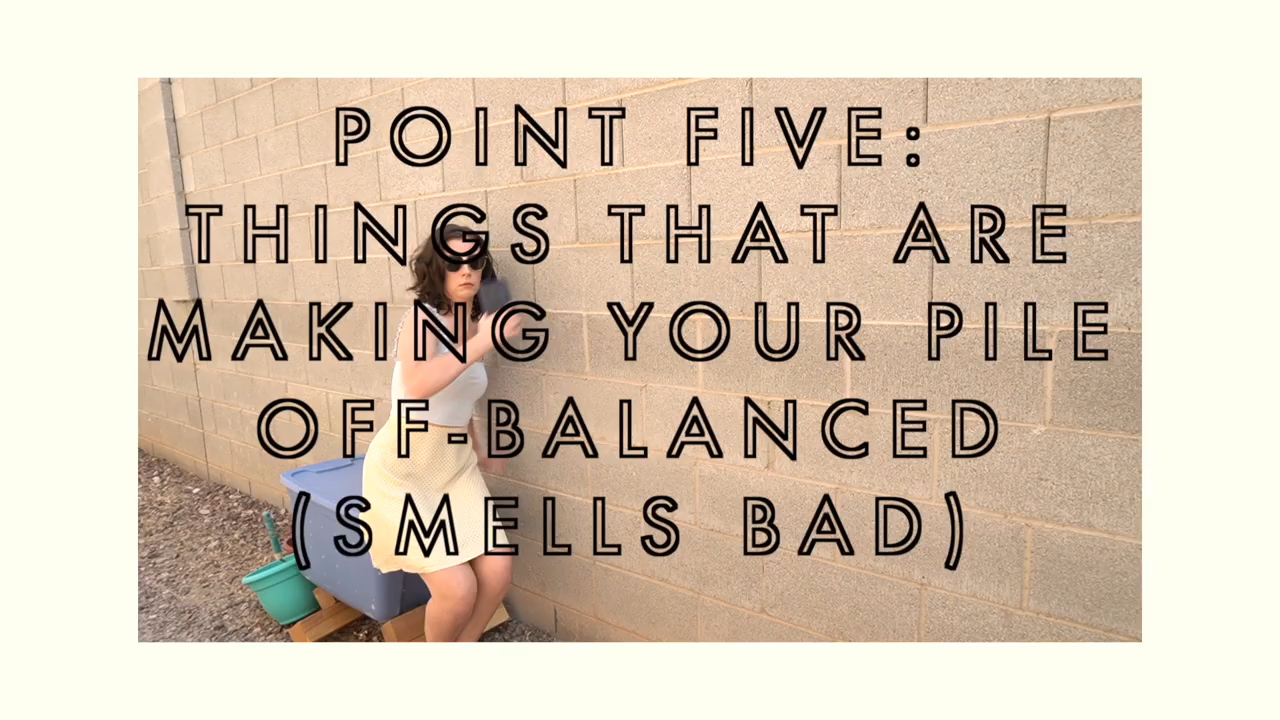 POINT FIVE:
THINGS THAT ARE
MAKING YOUR PILE
OFF-BALANCED
(SMELLS BAD)